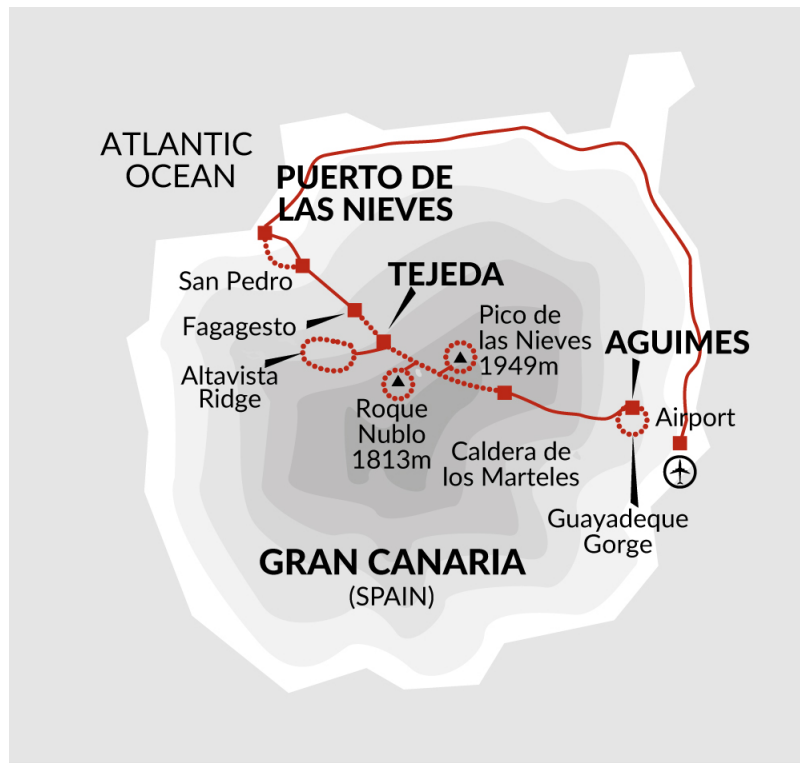 ATLANTIC
OCEAN
PUERTO DE
LAS NIEVES
San Pedro
TEJEDA
Fagagesto
Pico de
las Nieves
1949m
AGUIMES
Altavista
Ridge
Roque
Nublo
1813m
Airport
Caldera de
los Marteles
Guayadeque
Gorge
GRAN CANARIA
(SPAIN)